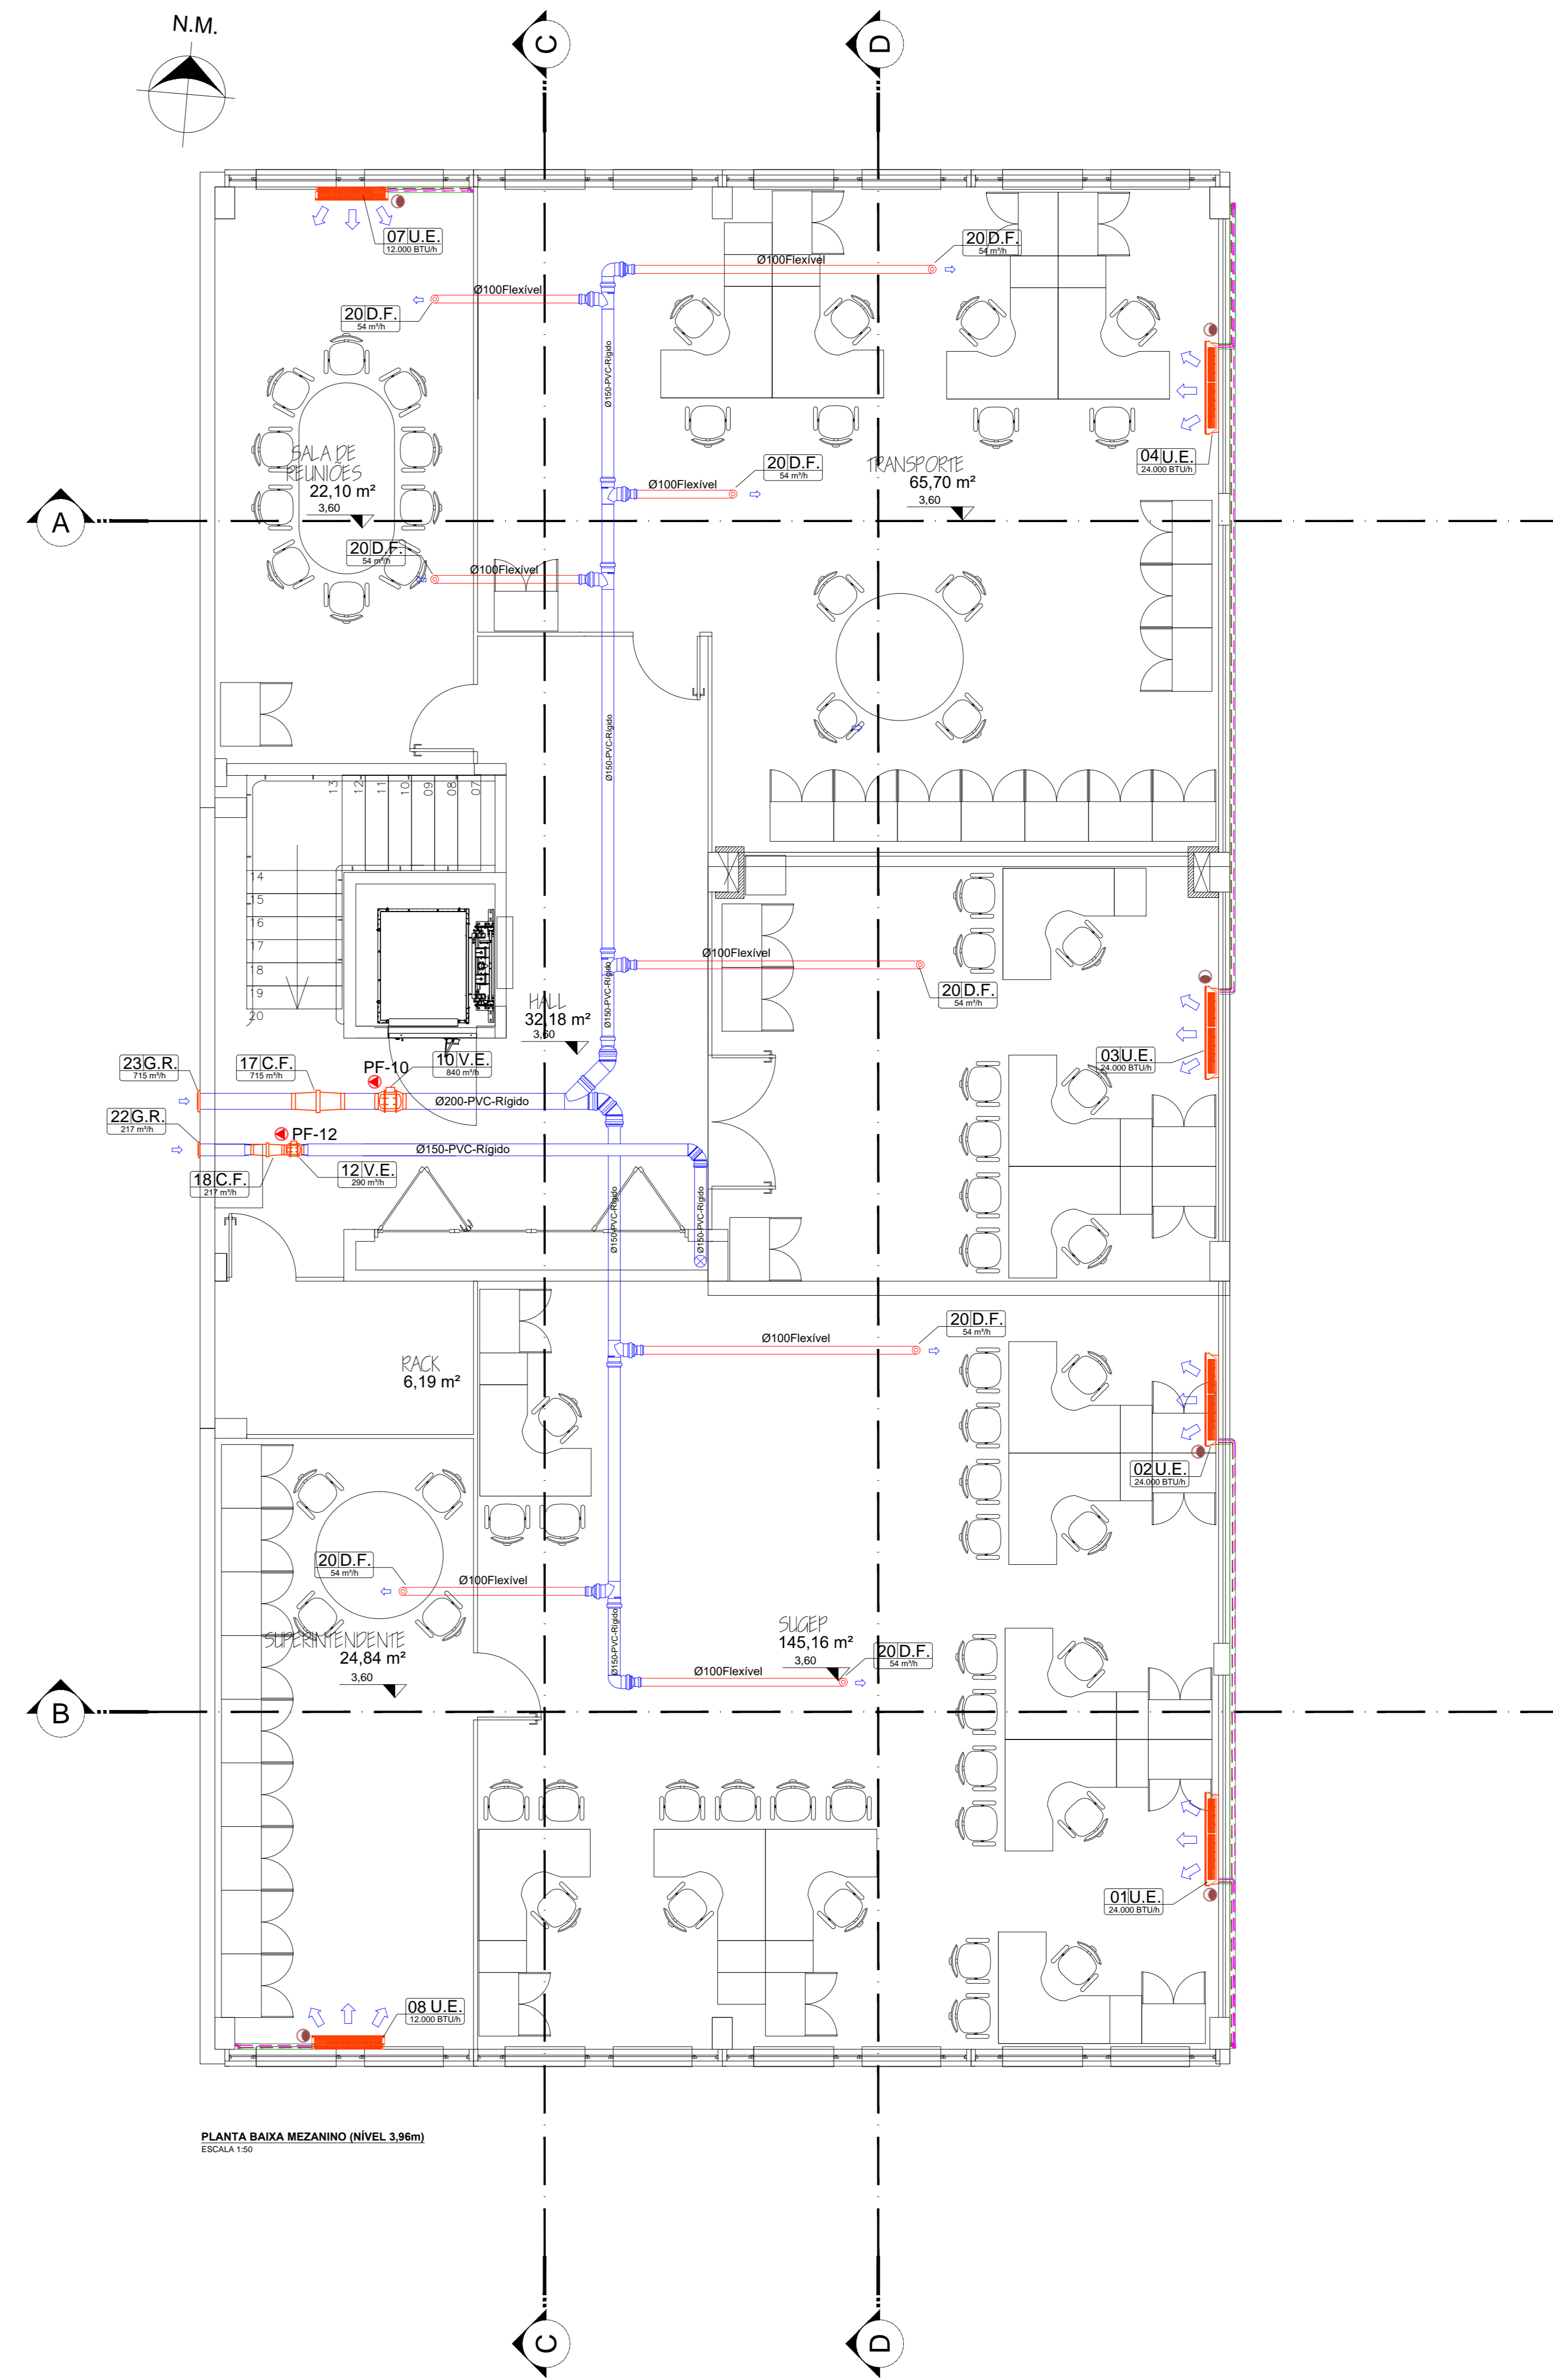 N.M.
C
D
07 U.E.
12.000 BTU/h
20 D.F.
54 m³/h
Ø100Flexível
Ø100Flexível
20 D.F.
54 m³/h
Ø150-PVC-Rígido
04 U.E.
24.000 BTU/h
SALA DE
REUNIÕES
22,10 m²
3,60
20 D.F.
54 m³/h
Ø100Flexível
TRANSPORTE
65,70 m²
3,60
A
20 D.F.
54 m³/h
Ø100Flexível
Ø150-PVC-Rígido
13
12
11
10
09
08
07
14
15
16
17
18
19
20
Ø100Flexível
20 D.F.
54 m³/h
Ø150-PVC-Rígido
HALL
32,18 m²
3,60
03 U.E.
24.000 BTU/h
23 G.R.
715 m³/h
17 C.F.
715 m³/h
PF-10
10 V.E.
840 m³/h
Ø200-PVC-Rígido
22 G.R.
217 m³/h
PF-12
Ø150-PVC-Rígido
18 C.F.
217 m³/h
12 V.E.
290 m³/h
Ø150-PVC-Rígido
Ø150-PVC-Rígido
20 D.F.
54 m³/h
Ø100Flexível
RACK
6,19 m²
02 U.E.
24.000 BTU/h
20 D.F.
54 m³/h
Ø100Flexível
SUPERINTENDENTE
24,84 m²
3,60
Ø150-PVC-Rígido
SUGEP
145,16 m²
3,60
20 D.F.
54 m³/h
Ø100Flexível
B
01 U.E.
24.000 BTU/h
08 U.E.
12.000 BTU/h
PLANTA BAIXA MEZANINO (NÍVEL 3,96m)
ESCALA 1:50
C
D